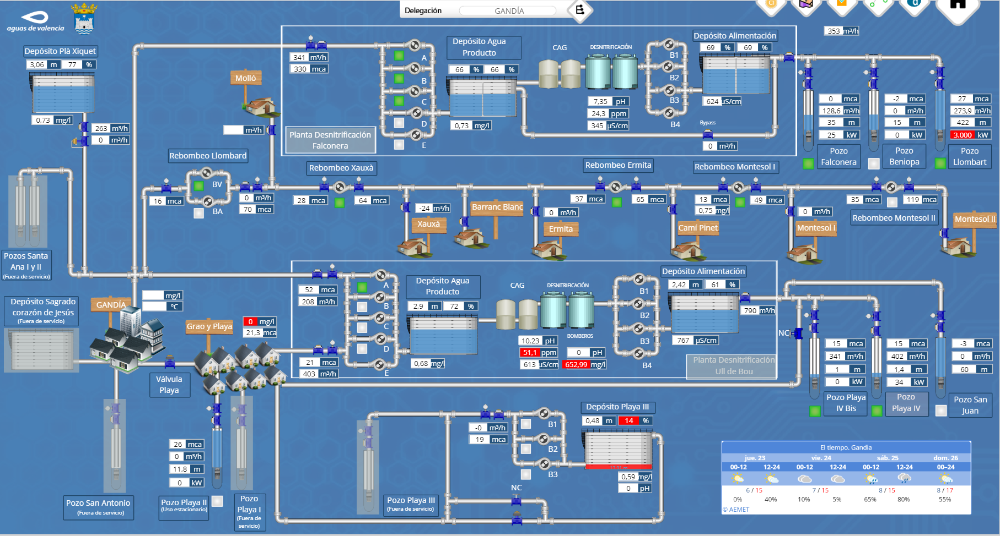 aguas de valencia
Delegación GANDÍA
353 m³/h
Depósito Plà Xiquet
3,06 m 77 %
0,73 mg/l
263 m³/h
0 m³/h
Molló
m³/h
341 m³/h
330 mca
A
B
C
D
E
Planta Desnitrificación
Falconera
Depósito Agua
Producto
66 % 66 %
0,73 mg/l
CAG
DESNITRIFICACIÓN
7,35 pH
24,3 ppm
345 µS/cm
B1
B2
B3
B4
Depósito Alimentación
69 % 69 %
624 µS/cm
Bypass
0 m³/h
0 mca
128,6 m³/h
35 m
25 kW
Pozo
Falconera
-2 mca
0 m³/h
15 m
0 kW
Pozo
Beniopa
27 mca
273,9 m³/h
422 m
3.000 kW
Pozo
Llombart
Rebombeo Llombard
16 mca
BV
BA
0 m³/h
70 mca
Rebombeo Xauxà
28 mca
64 mca
-24 m³/h
Xauxá
Barranc Blanc
0 m³/h
Ermita
Rebombeo Ermita
37 mca
65 mca
Camí Pinet
Rebombeo Montesol I
13 mca
0,75 mg/l
49 mca
0 m³/h
Montesol I
35 mca
119 mca
Rebombeo Montesol II
Montesol II
Pozos Santa
Ana I y II
(Fuera de servicio)
Depósito Sagrado
corazón de Jesús
(Fuera de servicio)
GANDÍA
mg/l
ºC
Grao y Playa
0 mg/l
21,3 mca
Válvula
Playa
52 mca
208 m³/h
21 mca
403 m³/h
A
B
C
D
E
Depósito Agua
Producto
2,9 m 72 %
0,68 mg/l
CAG
DESNITRIFICACIÓN
10,23 pH
51,1 ppm
613 µS/cm
BOMBEROS
0 pH
652,99 mg/l
B1
B2
B3
B4
Depósito Alimentación
2,42 m 61 %
767 µS/cm
790 m³/h
Planta Desnitrificación
Ull de Bou
NC
15 mca
341 m³/h
1 m
0 kW
Pozo Playa
IV Bis
15 mca
402 m³/h
1,4 m
34 kW
Pozo
Playa IV
-3 mca
0 m³/h
60 m
Pozo San
Juan
Pozo San Antonio
(Fuera de servicio)
26 mca
0 m³/h
11,8 m
0 kW
Pozo Playa II
(Uso estacionario)
Pozo
Playa I
(Fuera de
servicio)
Pozo Playa III
(Fuera de servicio)
-0 m³/h
19 mca
B1
B2
B3
NC
Depósito Playa III
0,48 m 14 %
0,59 mg/l
0 pH
El tiempo. Gandia
jue. 23 vie. 24 sáb. 25 dom. 26
00-12 12-24 00-12 12-24 00-12 12-24 00-24
6 / 15 7 / 15 8 / 15 8 / 17
0% 40% 10% 5% 65% 80% 55%
© AEMET